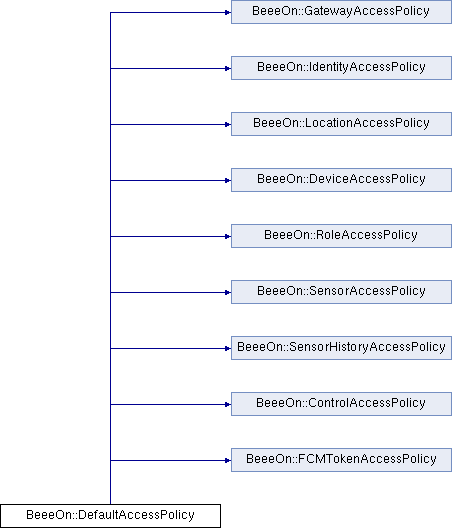 BeeeOn::GatewayAccessPolicy
BeeeOn::IdentityAccessPolicy
BeeeOn::LocationAccessPolicy
BeeeOn::DeviceAccessPolicy
BeeeOn::RoleAccessPolicy
BeeeOn::SensorAccessPolicy
BeeeOn::SensorHistoryAccessPolicy
BeeeOn::ControlAccessPolicy
BeeeOn::FCMTokenAccessPolicy
BeeeOn::DefaultAccessPolicy